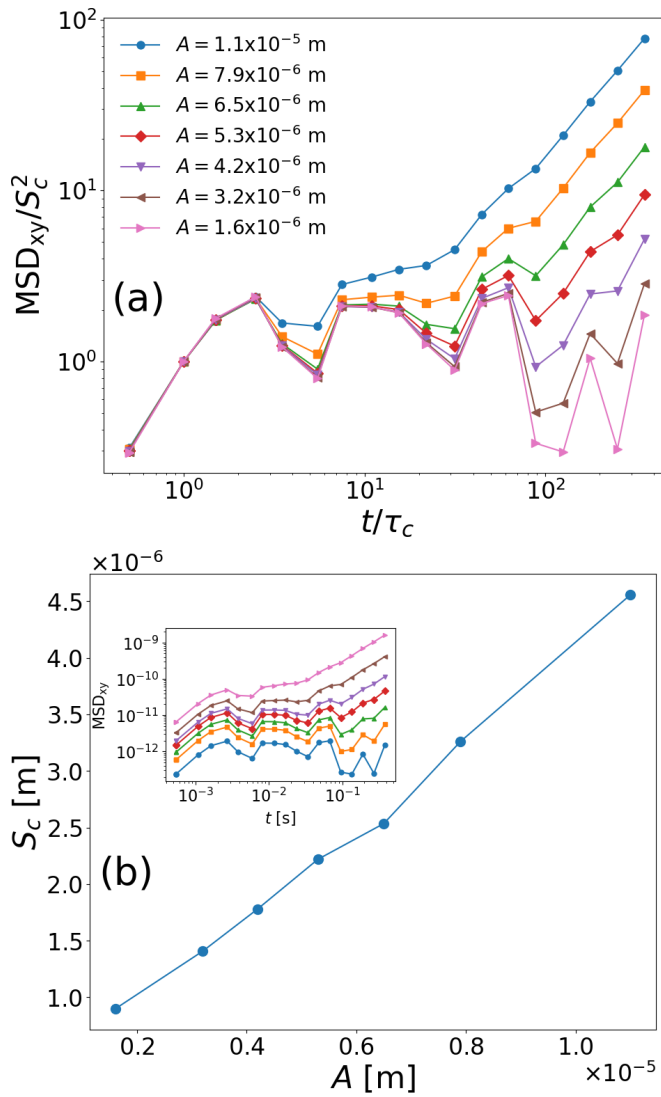 MSD_xy/S_c^2
10^2
10^1
10^0
A = 1.1x10^-5 m
A = 7.9x10^-6 m
A = 6.5x10^-6 m
A = 5.3x10^-6 m
A = 4.2x10^-6 m
A = 3.2x10^-6 m
A = 1.6x10^-6 m
(a)
10^0 10^1 10^2
t/τ_c
×10^-6
S_c [m]
4.5
4.0
3.5
3.0
2.5
2.0
1.5
1.0
MSD_xy
10^-9
10^-10
10^-11
10^-12
10^-3 10^-2 10^-1
t [s]
(b)
0.2 0.4 0.6 0.8 1.0
×10^-5
A [m]